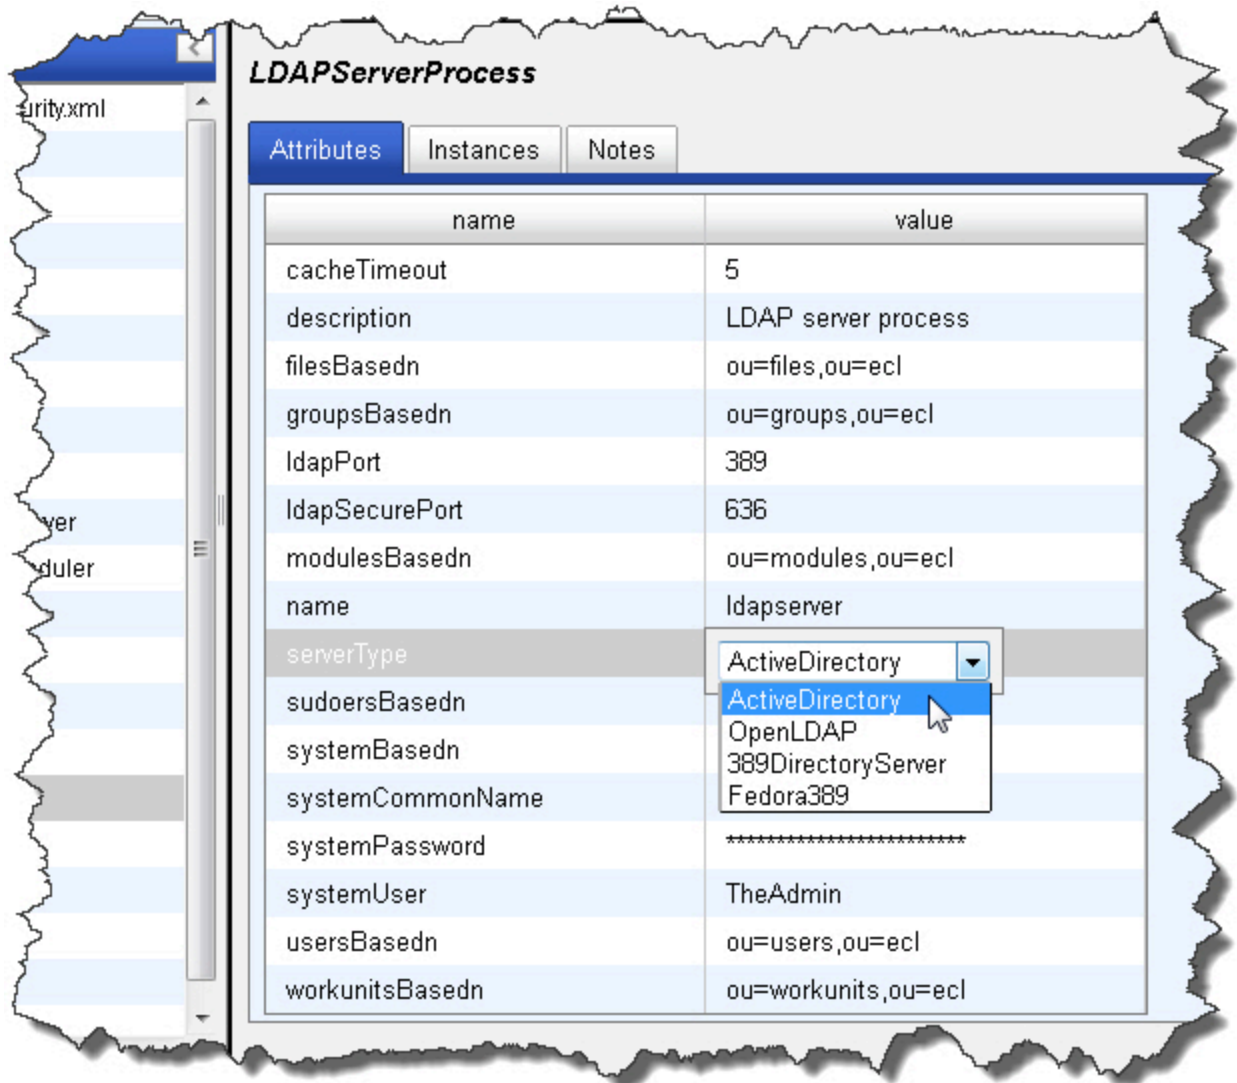 LDAPServerProcess
urity.xml
Attributes Instances Notes
name value
cacheTimeout 5
description LDAP server process
filesBasedn ou=files,ou=ecl
groupsBasedn ou=groups,ou=ecl
ldapPort 389
ldapSecurePort 636
ver
modulesBasedn ou=modules,ou=ecl
duler
name ldapserver
serverType ActiveDirectory
sudoersBasedn ActiveDirectory
OpenLDAP
systemBasedn
389DirectoryServer
systemCommonName Fedora389
systemPassword ************************
systemUser TheAdmin
usersBasedn ou=users,ou=ecl
workunitsBasedn ou=workunits,ou=ecl